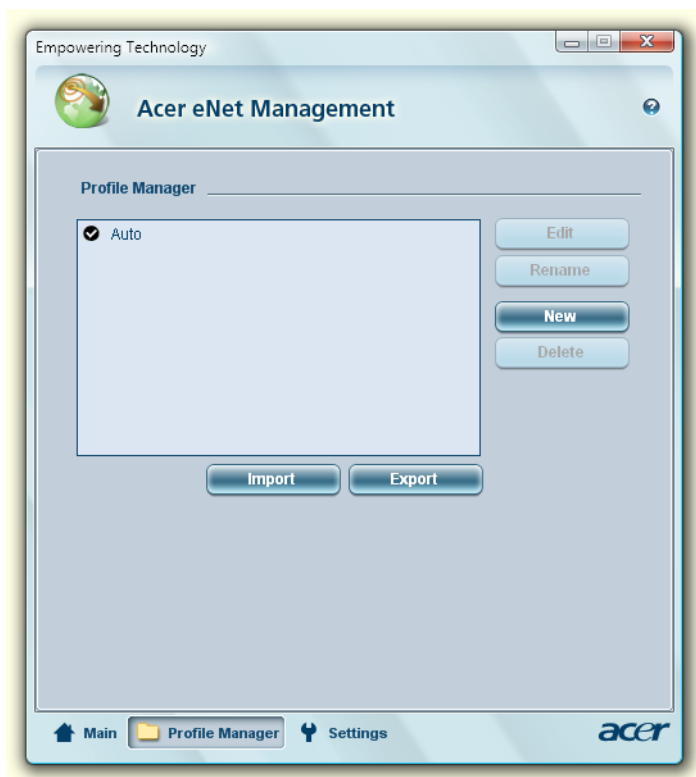 Empowering Technology
Acer eNet Management
Profile Manager
Auto
Edit
Rename
New
Delete
Import
Export
Main
Profile Manager
Settings
acer